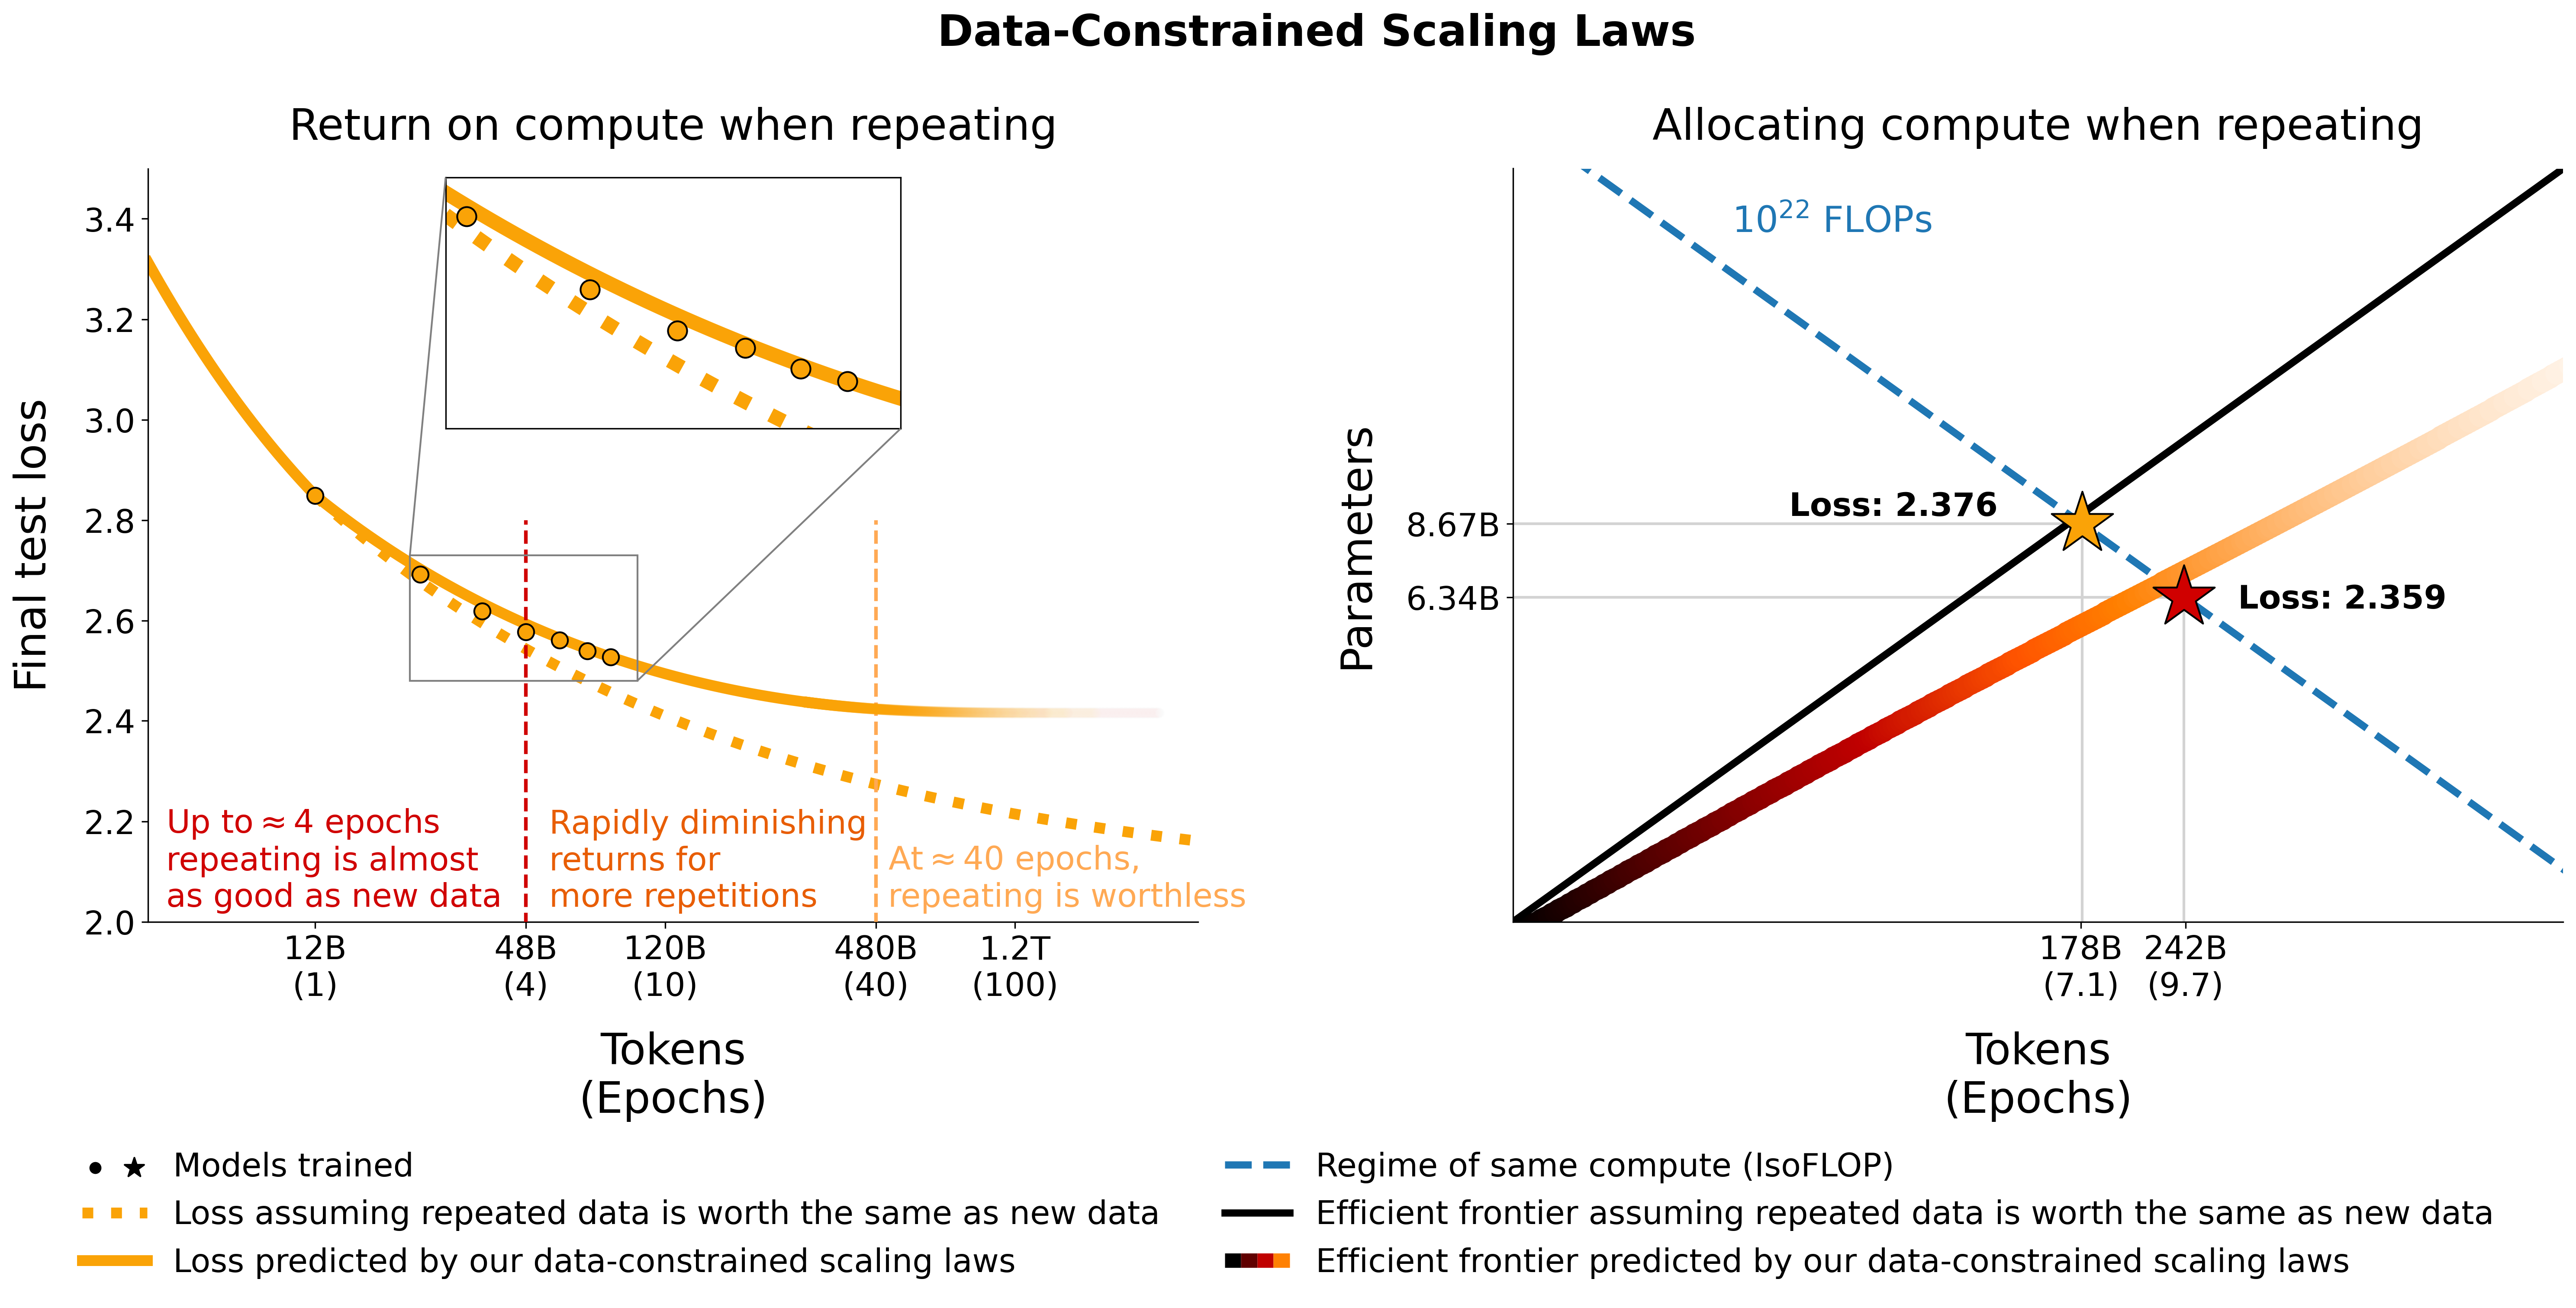 Data-Constrained Scaling Laws
Return on compute when repeating
Final test loss
3.4
3.2
3.0
2.8
2.6
2.4
2.2
2.0
Up to ≈ 4 epochs
repeating is almost
as good as new data
Rapidly diminishing
returns for
more repetitions
At ≈ 40 epochs,
repeating is worthless
12B
(1)
48B
(4)
120B
(10)
480B
(40)
1.2T
(100)
Tokens
(Epochs)
Allocating compute when repeating
Parameters
10²² FLOPs
Loss: 2.376
8.67B
6.34B
Loss: 2.359
178B
(7.1)
242B
(9.7)
Tokens
(Epochs)
Models trained
Loss assuming repeated data is worth the same as new data
Loss predicted by our data-constrained scaling laws
Regime of same compute (IsoFLOP)
Efficient frontier assuming repeated data is worth the same as new data
Efficient frontier predicted by our data-constrained scaling laws